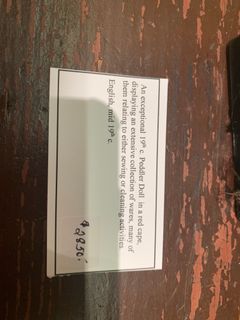 An exceptional 19th c. Peddler Doll in a red cape,
displaying an extensive collection of wares, many of
them relating to either sewing or cleaning activities.
English, mid 19th c.
$2850.-